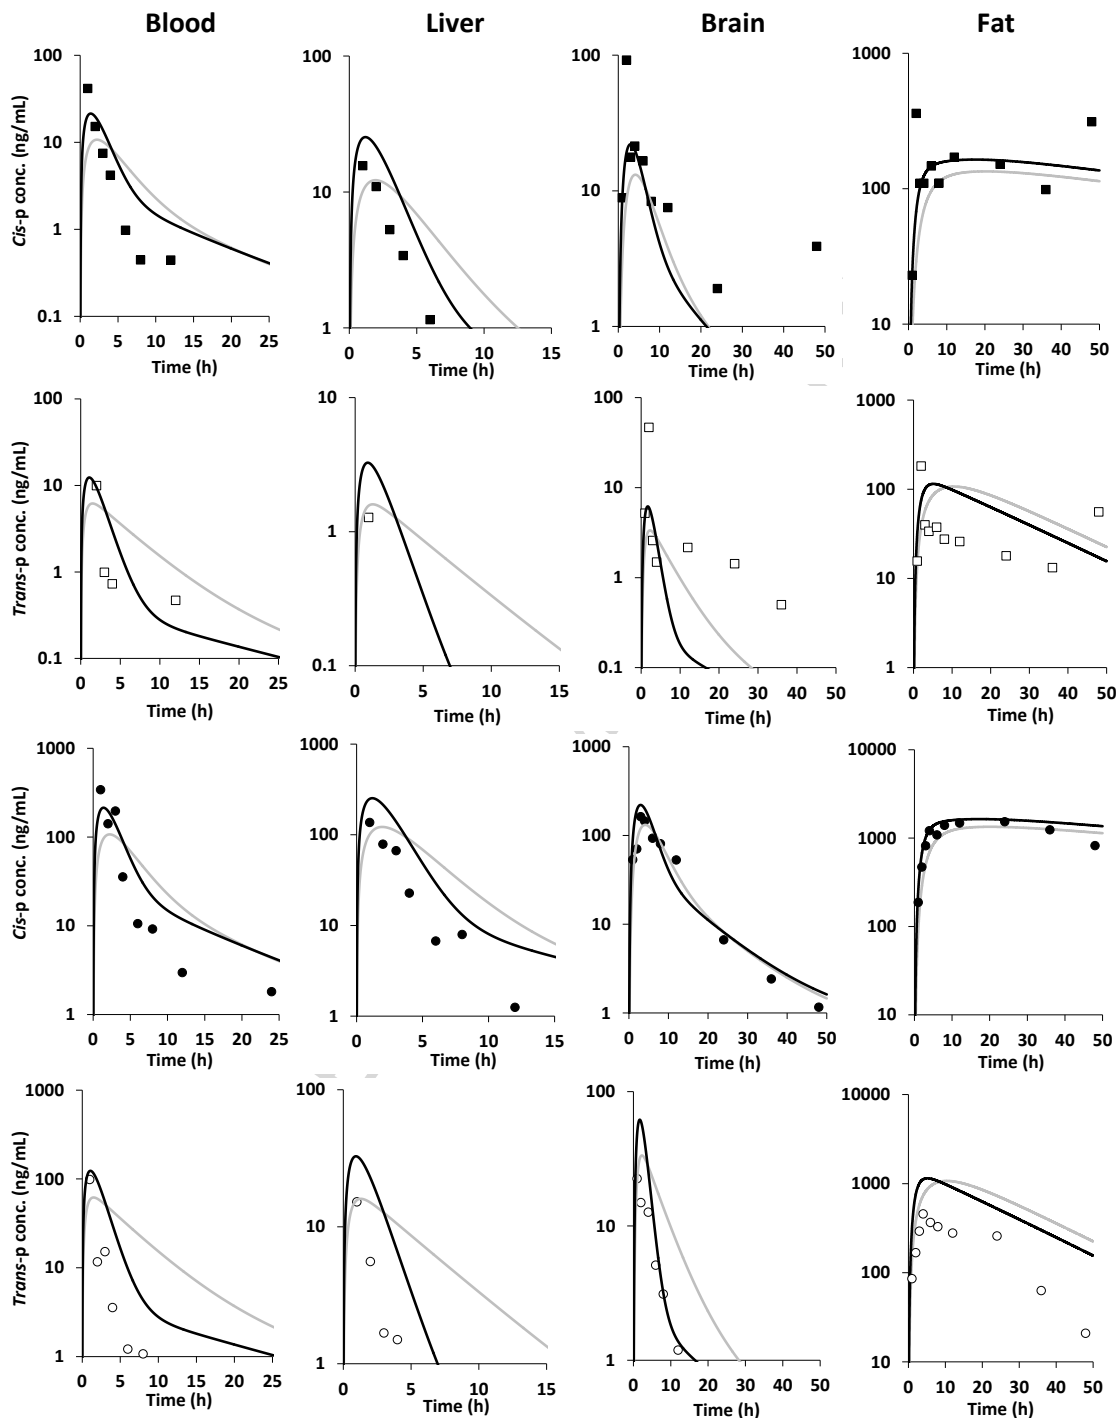 Blood Liver Brain Fat
Cis-p conc. (ng/mL)
100 10 1 0.1
0 5 10 15 20 25
Time (h)
100 10 1
0 5 10 15
Time (h)
100 10 1
0 10 20 30 40 50
Time (h)
1000 100 10
0 10 20 30 40 50
Time (h)
Trans-p conc. (ng/mL)
100 10 1 0.1
0 5 10 15 20 25
Time (h)
10 1 0.1
0 5 10 15
Time (h)
100 10 1 0.1
0 10 20 30 40 50
Time (h)
1000 100 10 1
0 10 20 30 40 50
Time (h)
Cis-p conc. (ng/mL)
1000 100 10 1
0 5 10 15 20 25
Time (h)
1000 100 10 1
0 5 10 15
Time (h)
1000 100 10 1
0 10 20 30 40 50
Time (h)
10000 1000 100 10
0 10 20 30 40 50
Time (h)
Trans-p conc. (ng/mL)
1000 100 10 1
0 5 10 15 20 25
Time (h)
100 10 1
0 5 10 15
Time (h)
100 10 1
0 10 20 30 40 50
Time (h)
10000 1000 100 10
0 10 20 30 40 50
Time (h)